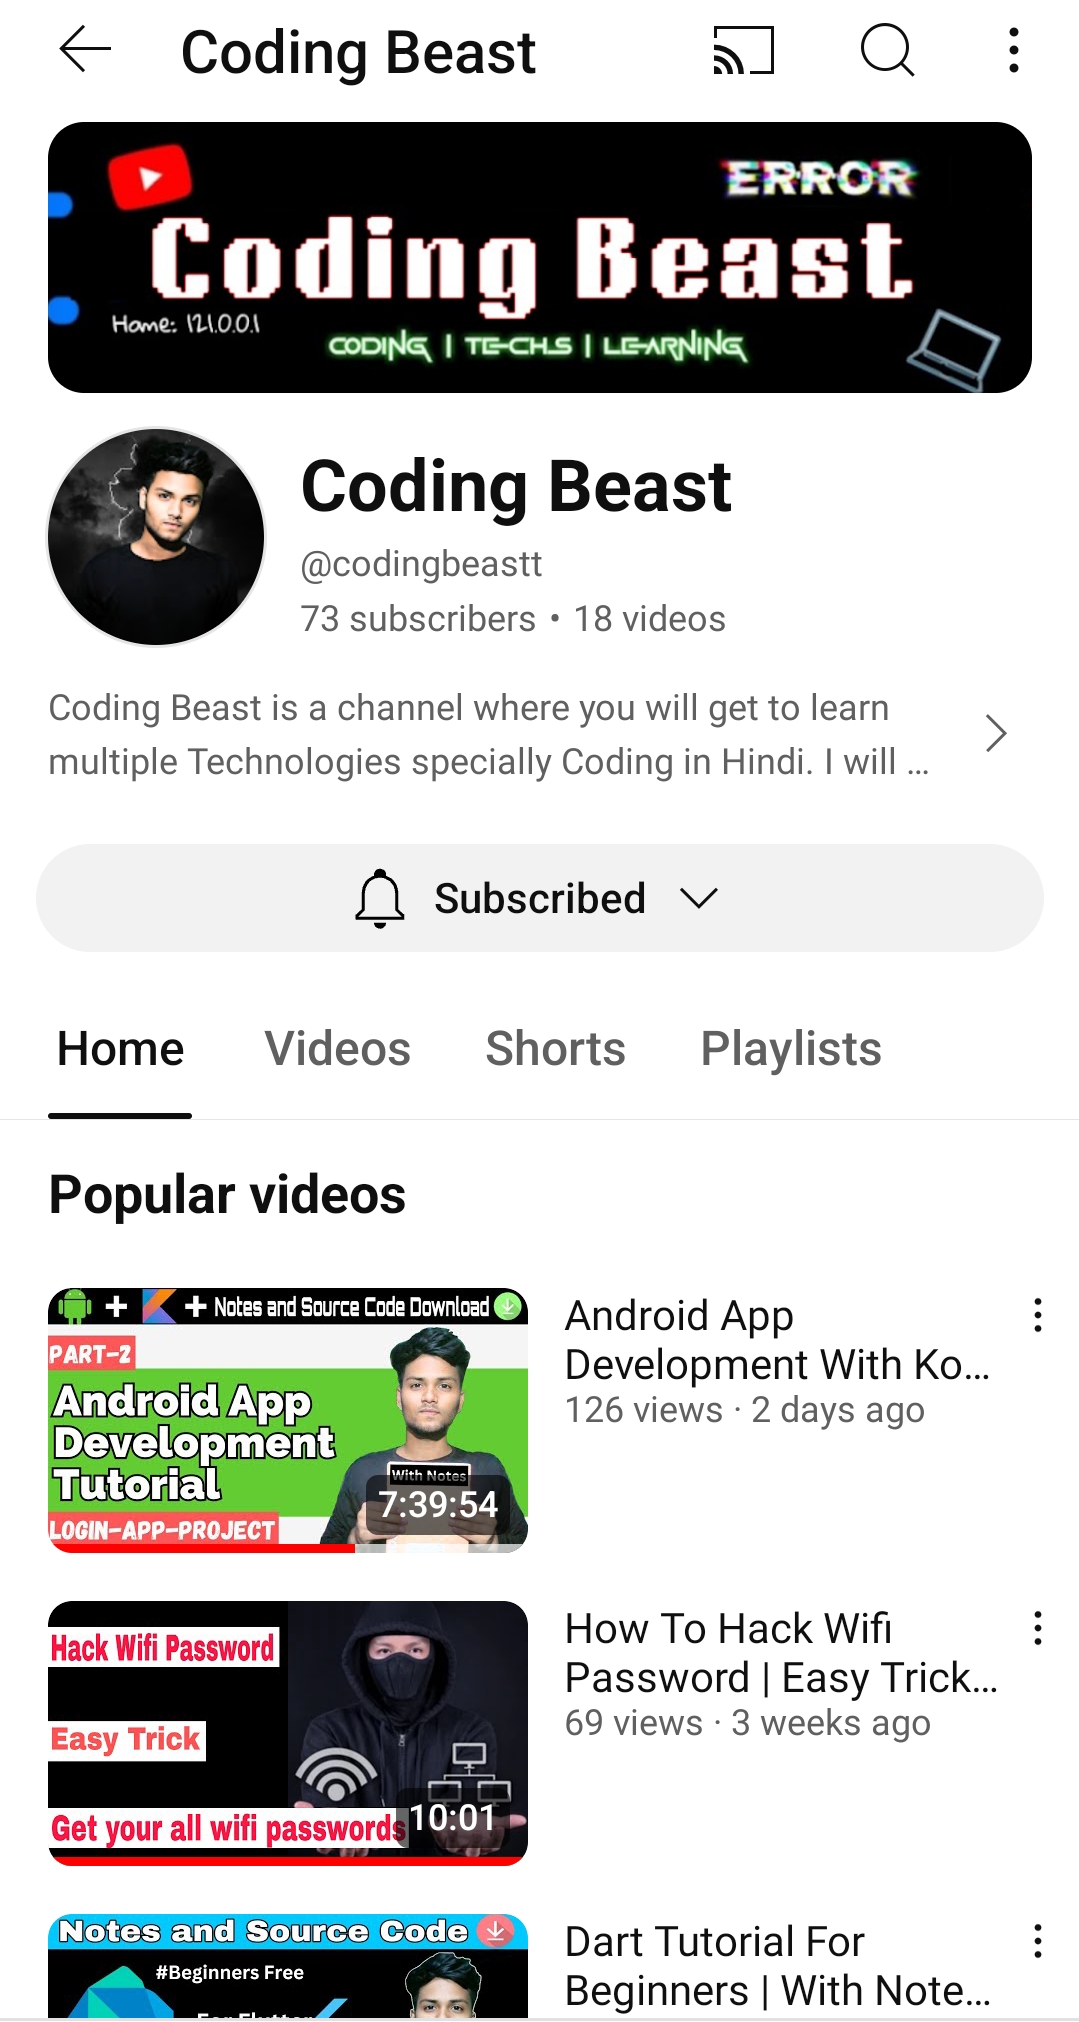 Coding Beast
ERROR
Coding Beast
Home: 121.0.0.1
CODING | TECH.S | LEARNING
Coding Beast
@codingbeastt
73 subscribers • 18 videos
Coding Beast is a channel where you will get to learn
multiple Technologies specially Coding in Hindi. I will ...
Subscribed
Home Videos Shorts Playlists
Popular videos
+ + Notes and Source Code Download
PART-2
Android App
Development
Tutorial
With Notes
LOGIN-APP-PROJECT
7:39:54
Android App
Development With Ko...
126 views · 2 days ago
Hack Wifi Password
Easy Trick
Get your all wifi passwords
10:01
How To Hack Wifi
Password | Easy Trick...
69 views · 3 weeks ago
Notes and Source Code
#Beginners Free
For Flutter
Dart Tutorial For
Beginners | With Note...